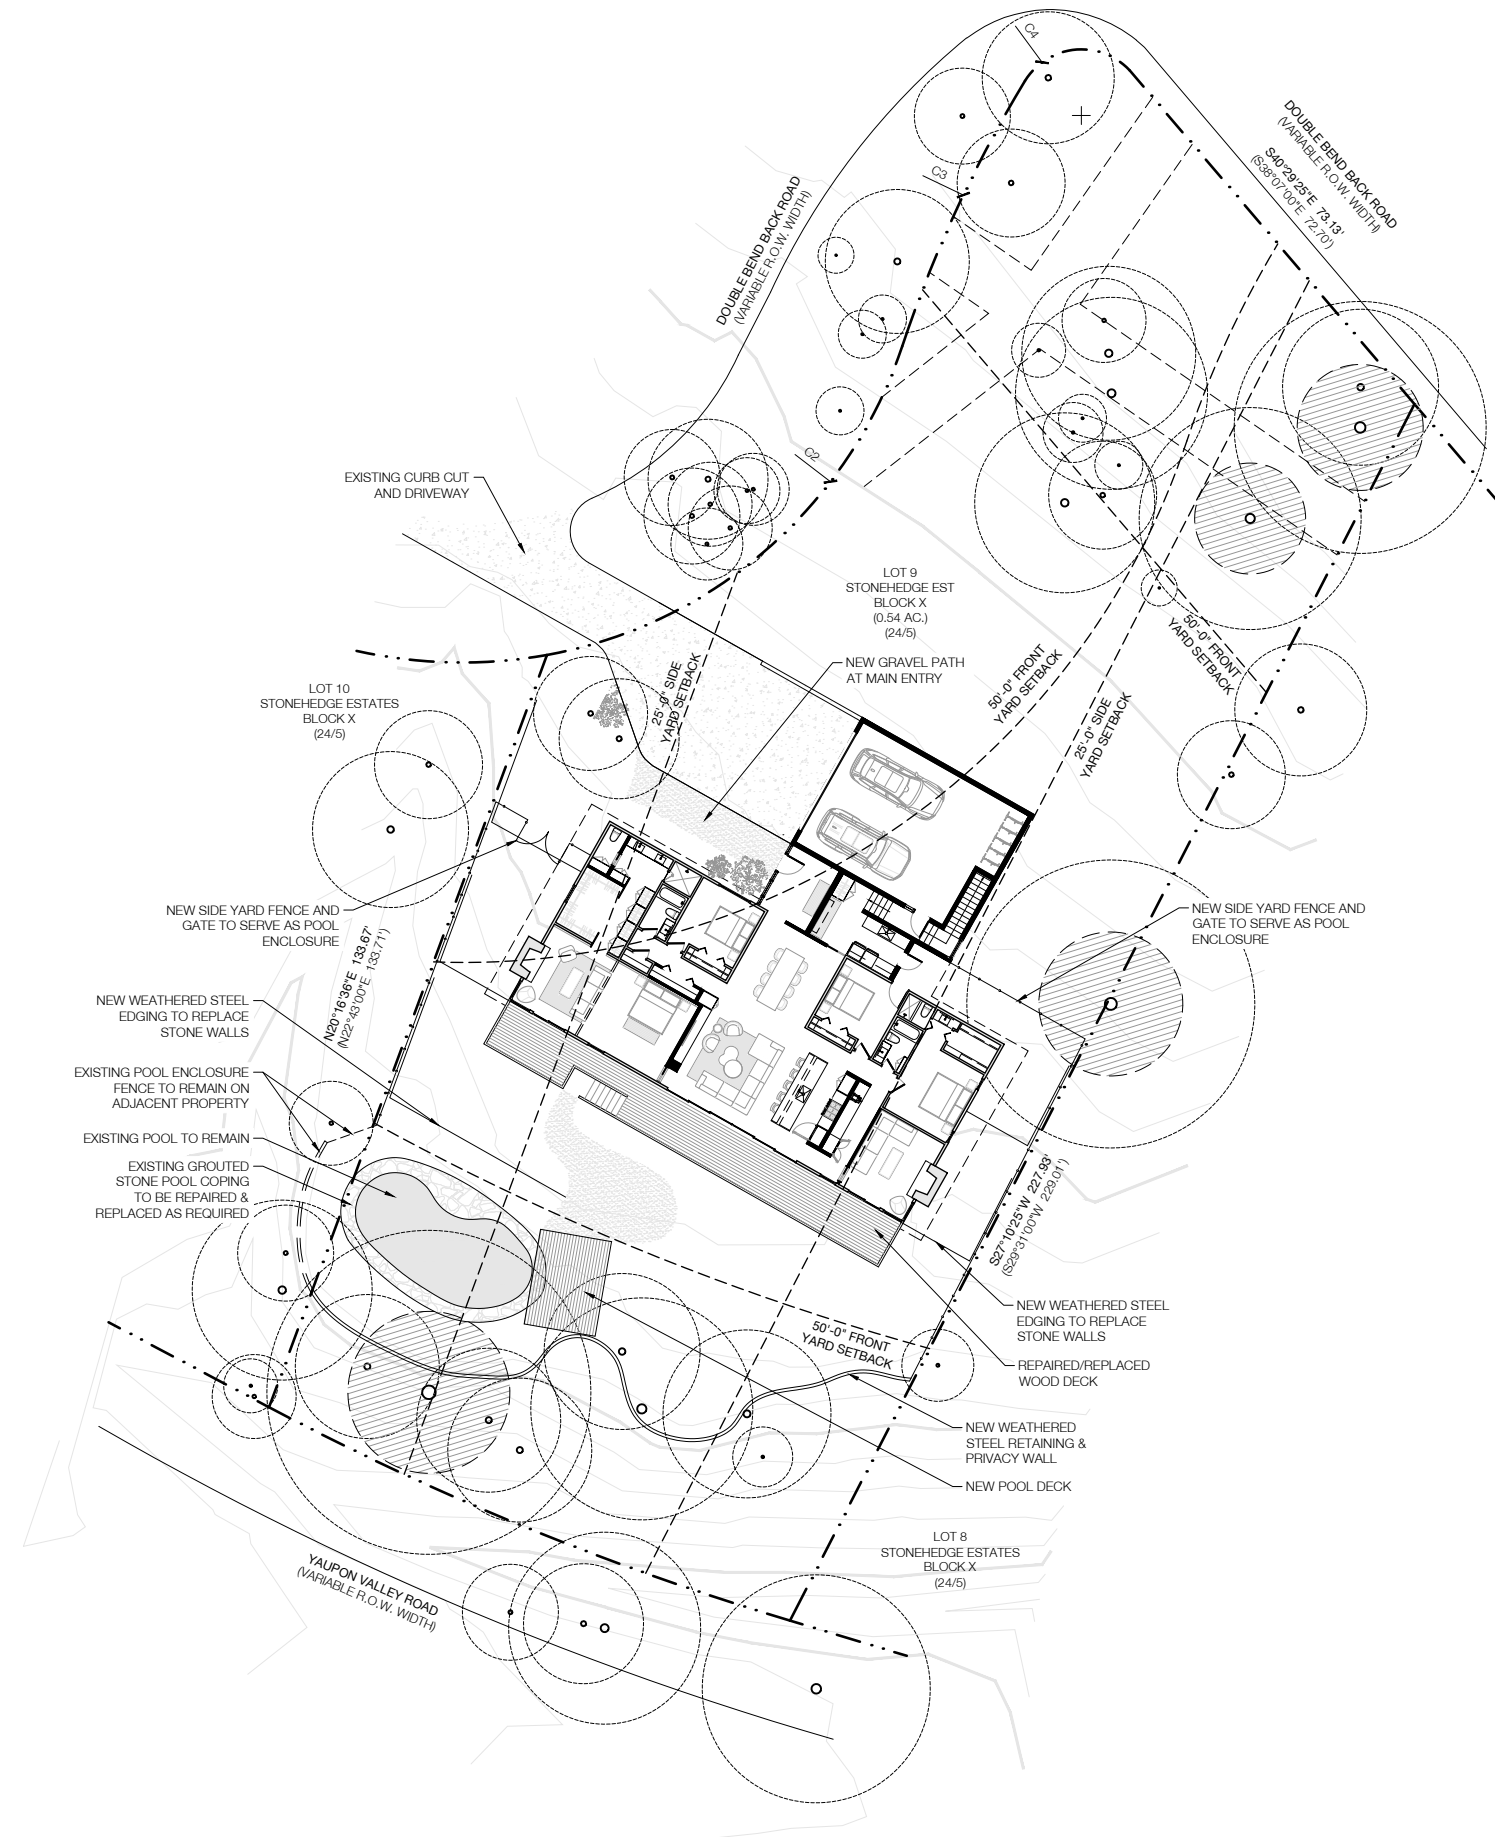 C4
DOUBLE BEND BACK ROAD
(VARIABLE R.O.W. WIDTH)
S40°29'25"E 73.13'
(S38°07'00"E 72.70')
C3
DOUBLE BEND BACK ROAD
(VARIABLE R.O.W. WIDTH)
C2
EXISTING CURB CUT
AND DRIVEWAY
LOT 9
STONEHEDGE EST
BLOCK X
(0.54 AC.)
(24/5)
50'-0" FRONT
YARD SETBACK
NEW GRAVEL PATH
AT MAIN ENTRY
25'-0" SIDE
YARD SETBACK
50'-0" FRONT
YARD SETBACK
25'-0" SIDE
YARD SETBACK
LOT 10
STONEHEDGE ESTATES
BLOCK X
(24/5)
NEW SIDE YARD FENCE AND
GATE TO SERVE AS POOL
ENCLOSURE
NEW SIDE YARD FENCE AND
GATE TO SERVE AS POOL
ENCLOSURE
N20°16'36"E 133.67'
(N22°43'00"E 133.71')
NEW WEATHERED STEEL
EDGING TO REPLACE
STONE WALLS
EXISTING POOL ENCLOSURE
FENCE TO REMAIN ON
ADJACENT PROPERTY
EXISTING POOL TO REMAIN
EXISTING GROUTED
STONE POOL COPING
TO BE REPAIRED &
REPLACED AS REQUIRED
S27°10'25"W 227.93'
(S29°31'00"W 229.01')
NEW WEATHERED STEEL
EDGING TO REPLACE
STONE WALLS
50'-0" FRONT
YARD SETBACK
REPAIRED/REPLACED
WOOD DECK
NEW WEATHERED
STEEL RETAINING &
PRIVACY WALL
NEW POOL DECK
LOT 8
STONEHEDGE ESTATES
BLOCK X
(24/5)
YAUPON VALLEY ROAD
(VARIABLE R.O.W. WIDTH)